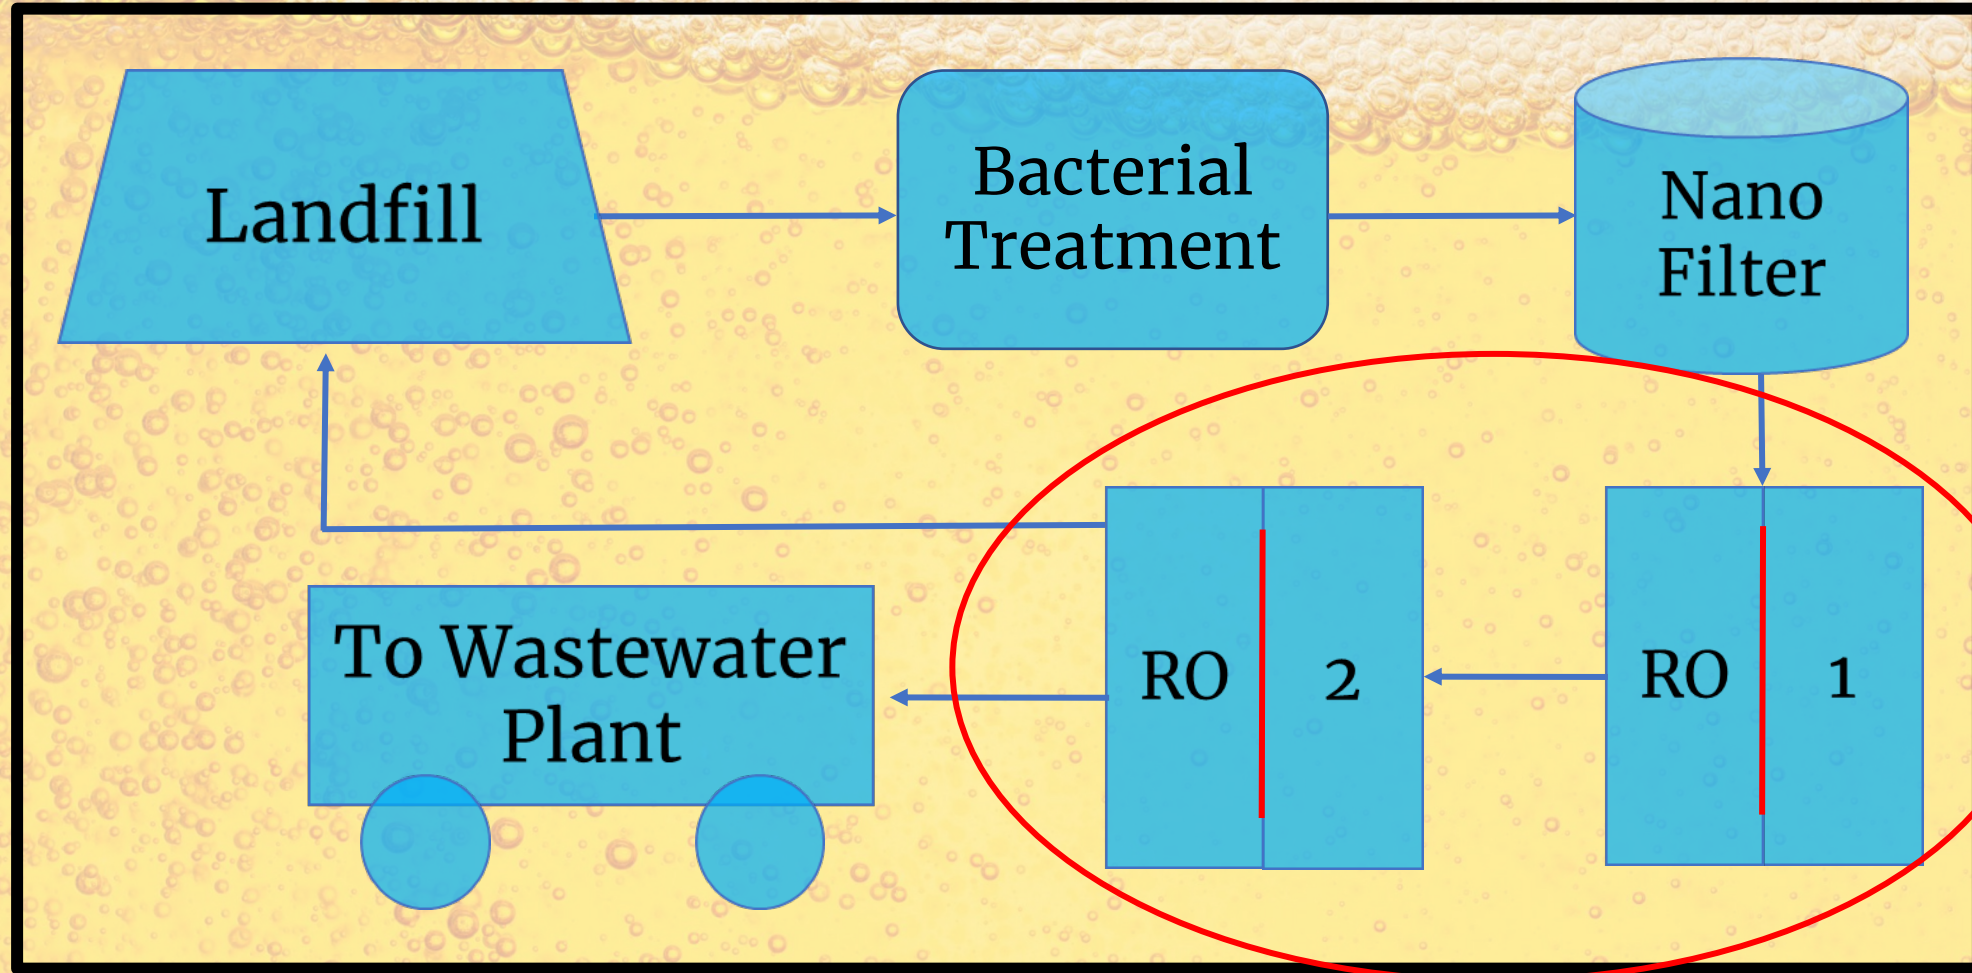 Landfill
Bacterial
Treatment
Nano
Filter
To Wastewater
Plant
RO 2
RO 1